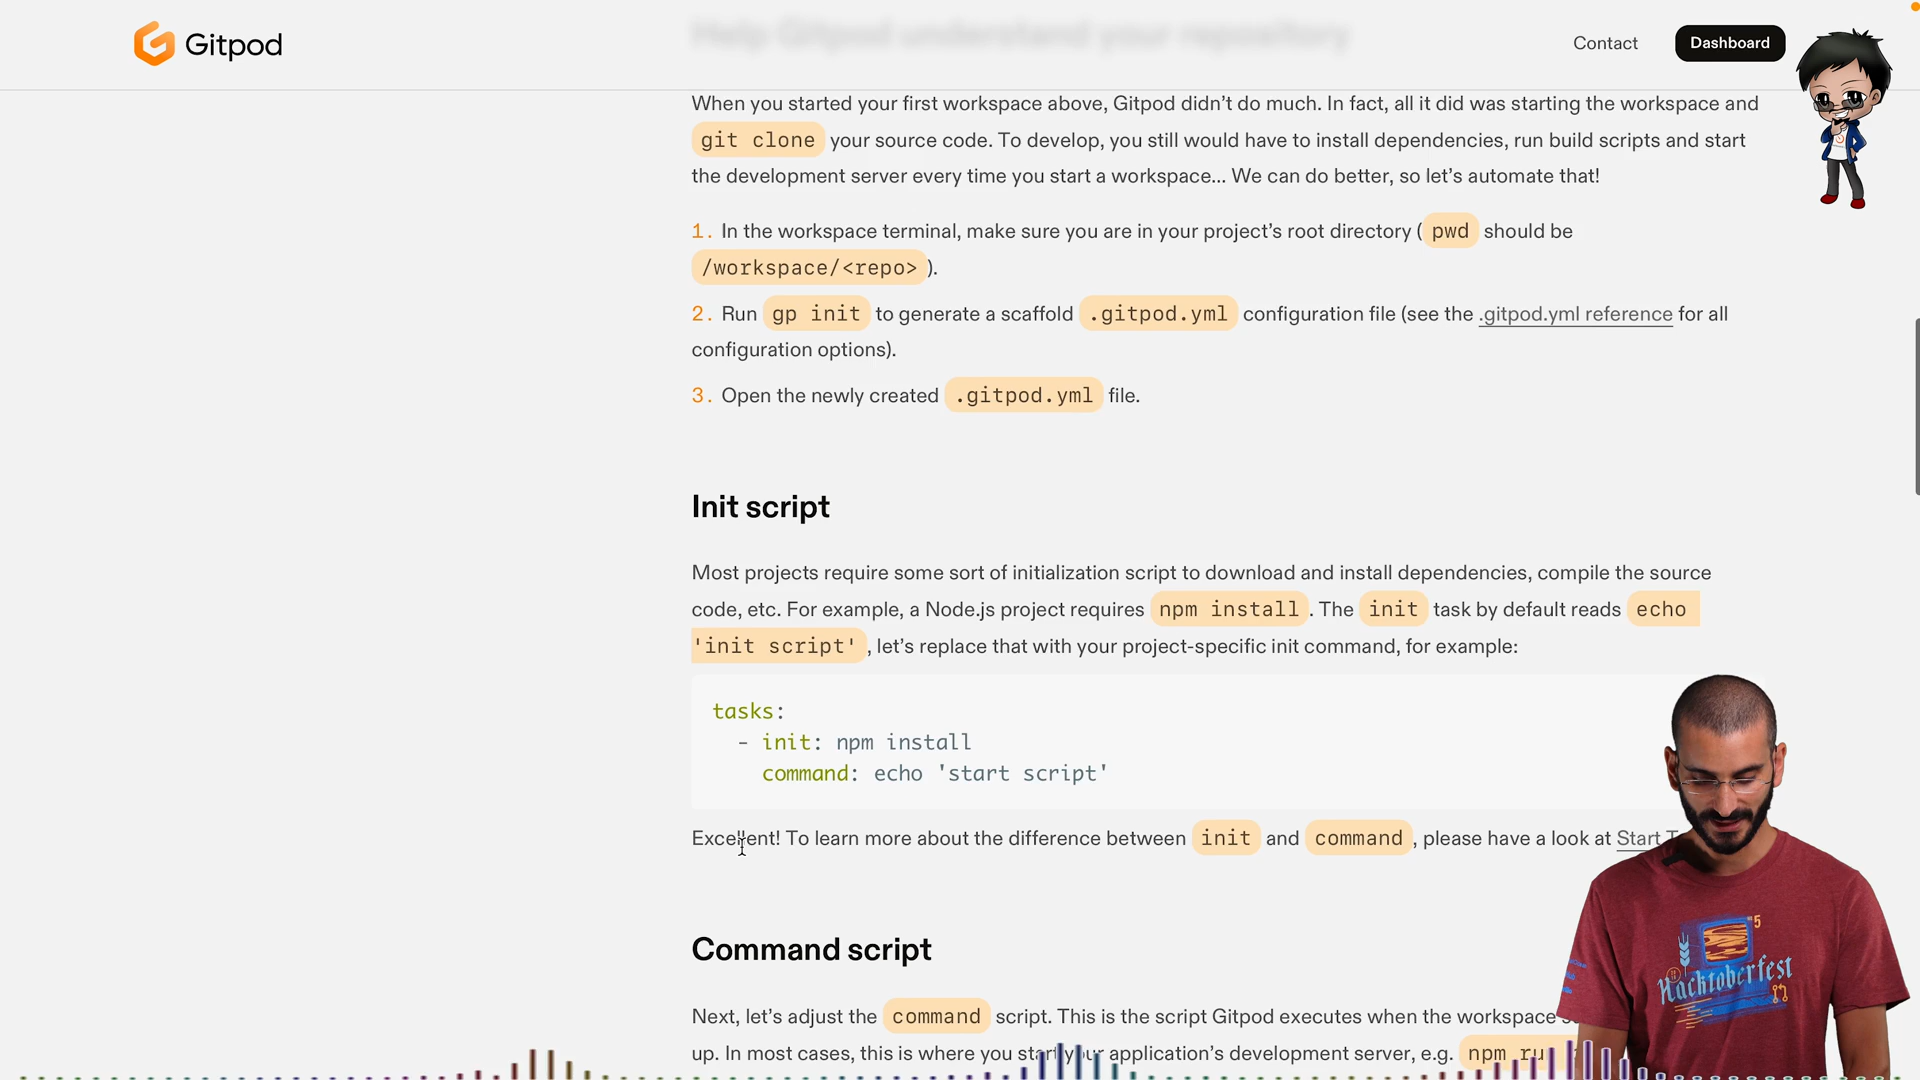 Gitpod
Help Gitpod understand your repository
Contact
Dashboard
When you started your first workspace above, Gitpod didn’t do much. In fact, all it did was starting the workspace and
git clone your source code. To develop, you still would have to install dependencies, run build scripts and start
the development server every time you start a workspace... We can do better, so let’s automate that!
1. In the workspace terminal, make sure you are in your project’s root directory ( pwd should be
/workspace/<repo> ).
2. Run gp init to generate a scaffold .gitpod.yml configuration file (see the .gitpod.yml reference for all
configuration options).
3. Open the newly created .gitpod.yml file.
Init script
Most projects require some sort of initialization script to download and install dependencies, compile the source
code, etc. For example, a Node.js project requires npm install . The init task by default reads echo
'init script' , let’s replace that with your project-specific init command, for example:
tasks:
- init: npm install
command: echo 'start script'
Excellent! To learn more about the difference between init and command , please have a look at Start
Command script
Next, let’s adjust the command script. This is the script Gitpod executes when the workspace
up. In most cases, this is where you start your application’s development server, e.g. npm
5
Hacktoberfest